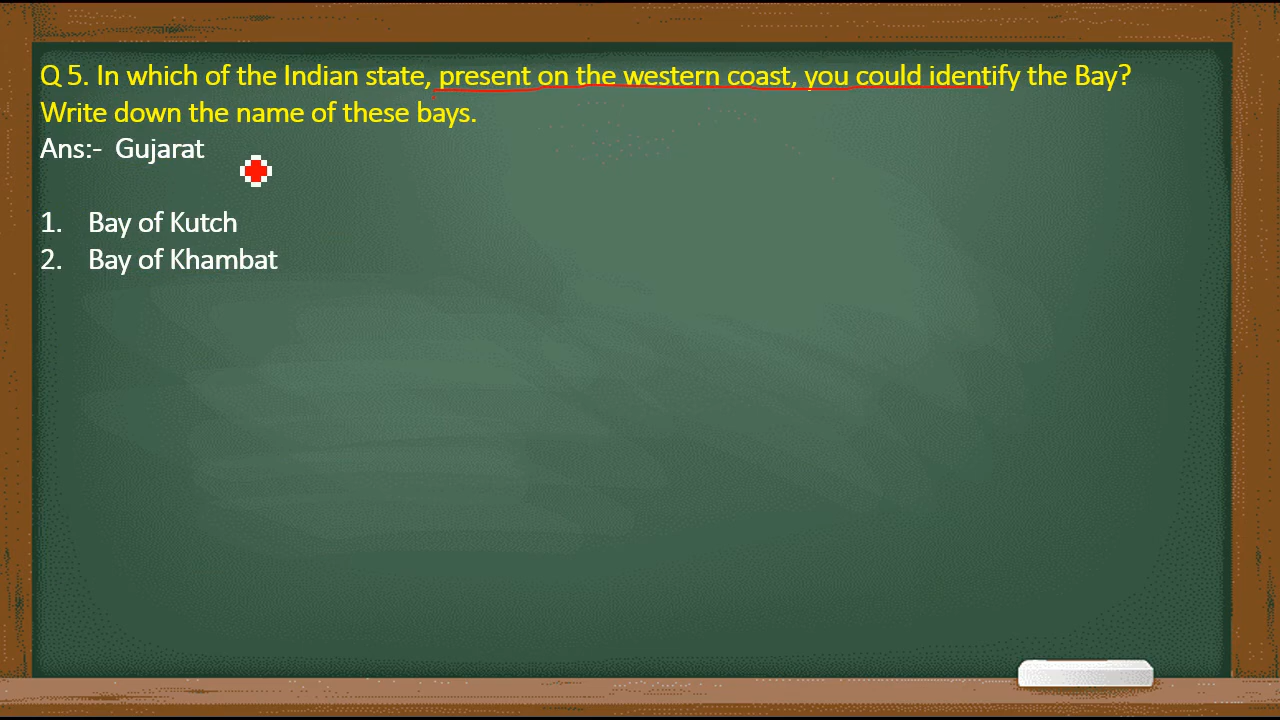 Q 5. In which of the Indian state, present on the western coast, you could identify the Bay?
Write down the name of these bays.
Ans:- Gujarat
1. Bay of Kutch
2. Bay of Khambat